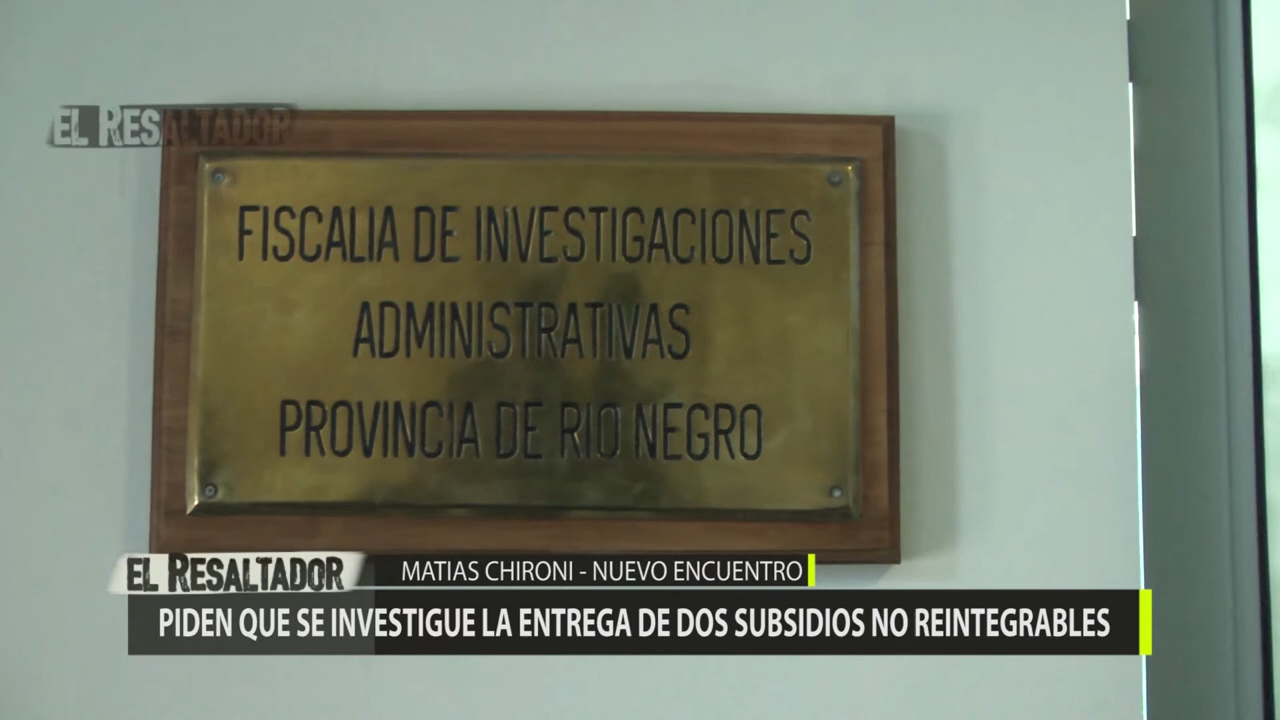 EL RESALTADOR
FISCALIA DE INVESTIGACIONES
ADMINISTRATIVAS
PROVINCIA DE RIO NEGRO
EL RESALTADOR
MATIAS CHIRONI - NUEVO ENCUENTRO
PIDEN QUE SE INVESTIGUE LA ENTREGA DE DOS SUBSIDIOS NO REINTEGRABLES